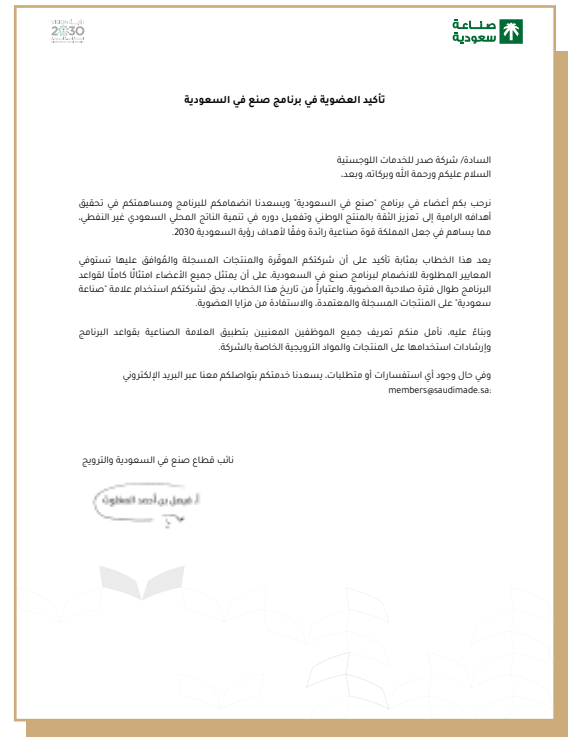 VISION رؤية
2030
صناعة
سعودية
تأكيد العضوية في برنامج صنع في السعودية
السادة/ شركة صدر للخدمات اللوجستية
السلام عليكم ورحمة الله وبركاته، وبعد،
نرحب بكم أعضاء في برنامج "صنع في السعودية" ويسعدنا انضمامكم للبرنامج ومساهمتكم في تحقيق
أهدافه الرامية إلى تعزيز الثقة بالمنتج الوطني وتفعيل دوره في تنمية الناتج المحلي السعودي غير النفطي،
مما يساهم في جعل المملكة قوة صناعية رائدة وفقًا لأهداف رؤية السعودية 2030.
يعد هذا الخطاب بمثابة تأكيد على أن شركتكم الموقّرة والمنتجات المسجلة والمُوافق عليها تستوفي
المعايير المطلوبة للانضمام لبرنامج صنع في السعودية، على أن يمتثل جميع الأعضاء امتثالًا كاملًا لقواعد
البرنامج طوال فترة صلاحية العضوية، واعتباراً من تاريخ هذا الخطاب، يحق لشركتكم استخدام علامة "صناعة
سعودية" على المنتجات المسجلة والمعتمدة، والاستفادة من مزايا العضوية.
وبناءً عليه، نأمل منكم تعريف جميع الموظفين المعنيين بتطبيق العلامة الصناعية بقواعد البرنامج
وإرشادات استخدامها على المنتجات والمواد الترويجية الخاصة بالشركة.
وفي حال وجود أي استفسارات أو متطلبات، يسعدنا خدمتكم بتواصلكم معنا عبر البريد الإلكتروني
:members@saudimade.sa
نائب قطاع صنع في السعودية والترويج
أ. فيصل بن أحمد